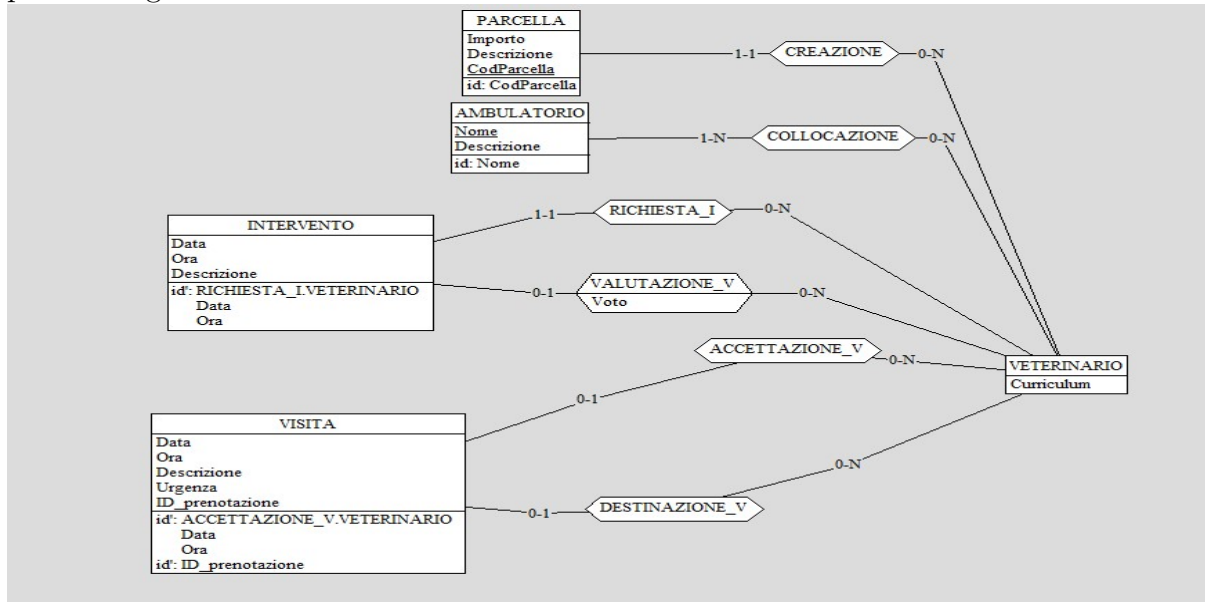 PARCELLA
Importo
Descrizione
CodParcella
id: CodParcella
1-1
CREAZIONE
0-N
AMBULATORIO
Nome
Descrizione
id: Nome
1-N
COLLOCAZIONE
0-N
INTERVENTO
Data
Ora
Descrizione
id': RICHIESTA_I.VETERINARIO
Data
Ora
1-1
RICHIESTA_I
0-N
0-1
VALUTAZIONE_V
Voto
0-N
ACCETTAZIONE_V
0-N
0-1
VETERINARIO
Curriculum
VISITA
Data
Ora
Descrizione
Urgenza
ID_prenotazione
id': ACCETTAZIONE_V.VETERINARIO
Data
Ora
id': ID_prenotazione
0-1
DESTINAZIONE_V
0-N